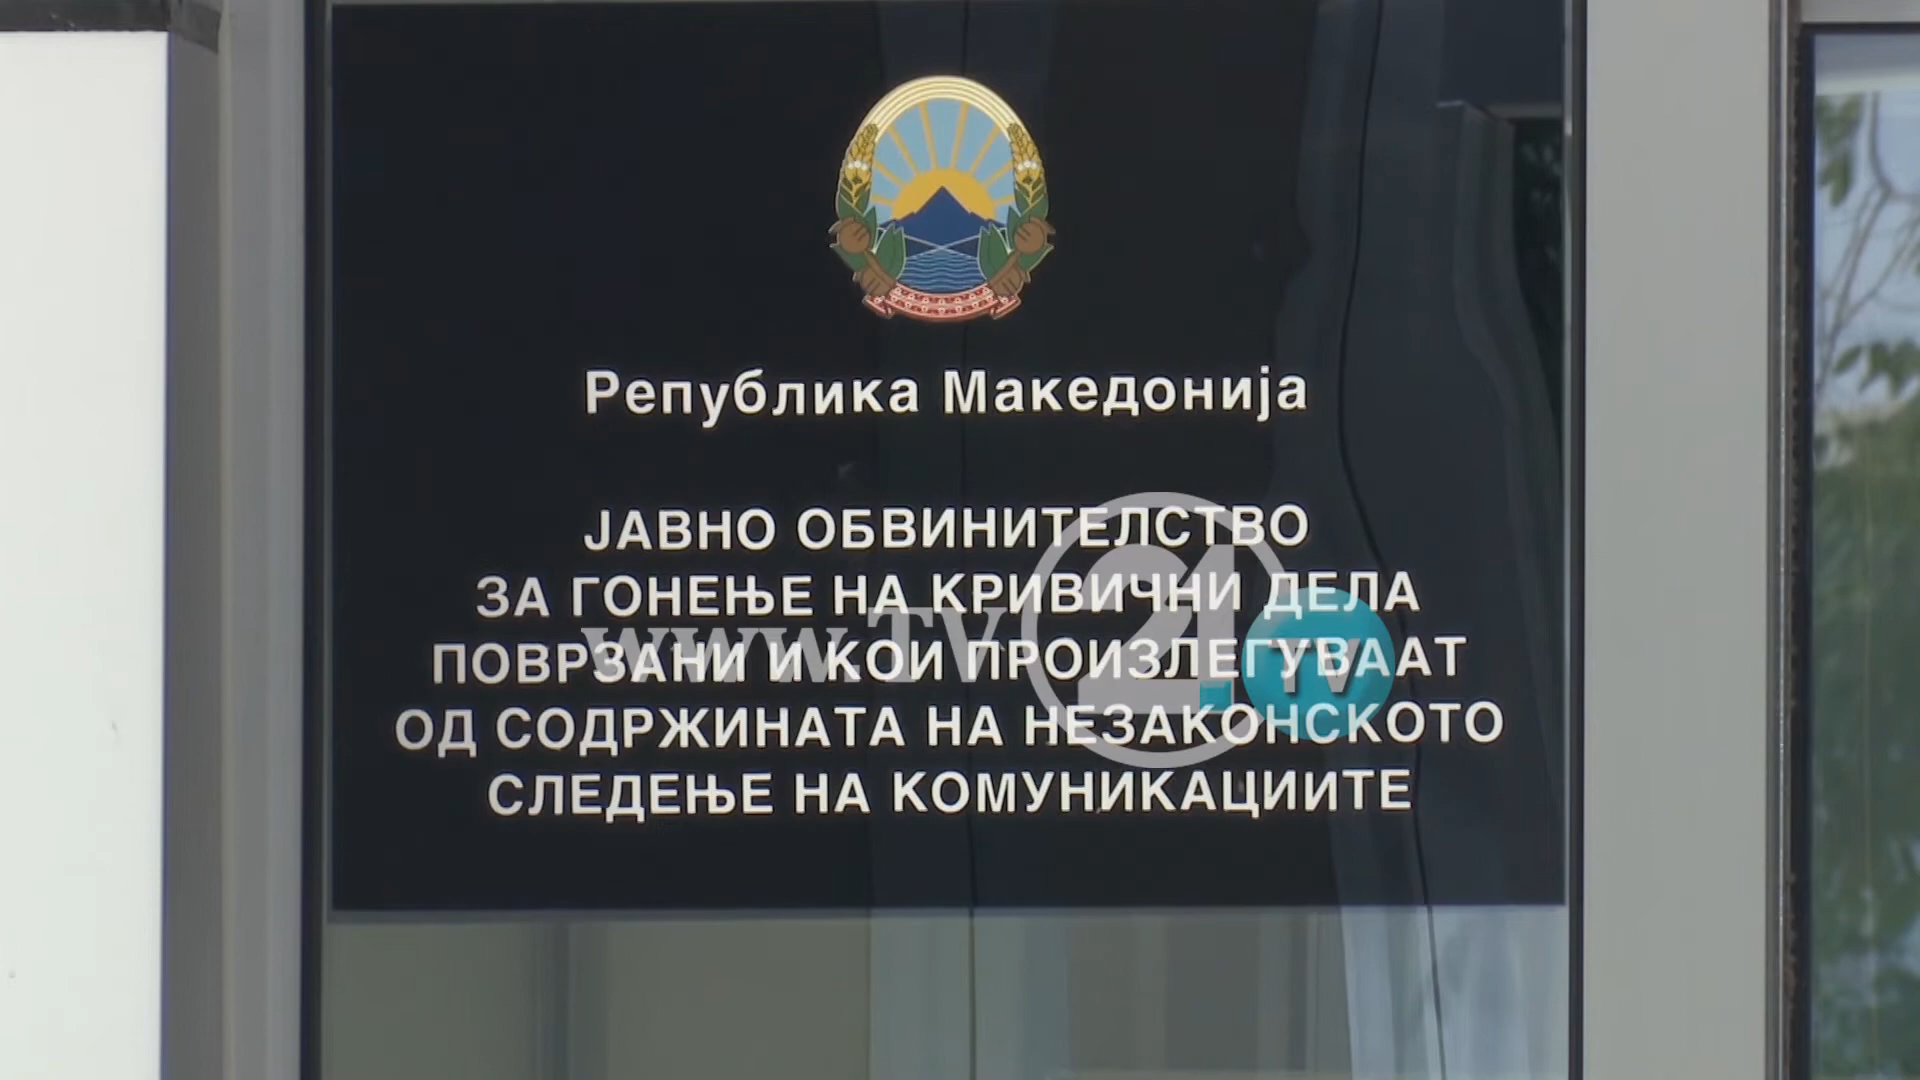 Република Македонија
ЈАВНО ОБВИНИТЕЛСТВО
ЗА ГОНЕЊЕ НА КРИВИЧНИ ДЕЛА
ПОВРЗАНИ И КОИ ПРОИЗЛЕГУВААТ
ОД СОДРЖИНАТА НА НЕЗАКОНСКОТО
СЛЕДЕЊЕ НА КОМУНИКАЦИИТЕ
www.TV21.TV